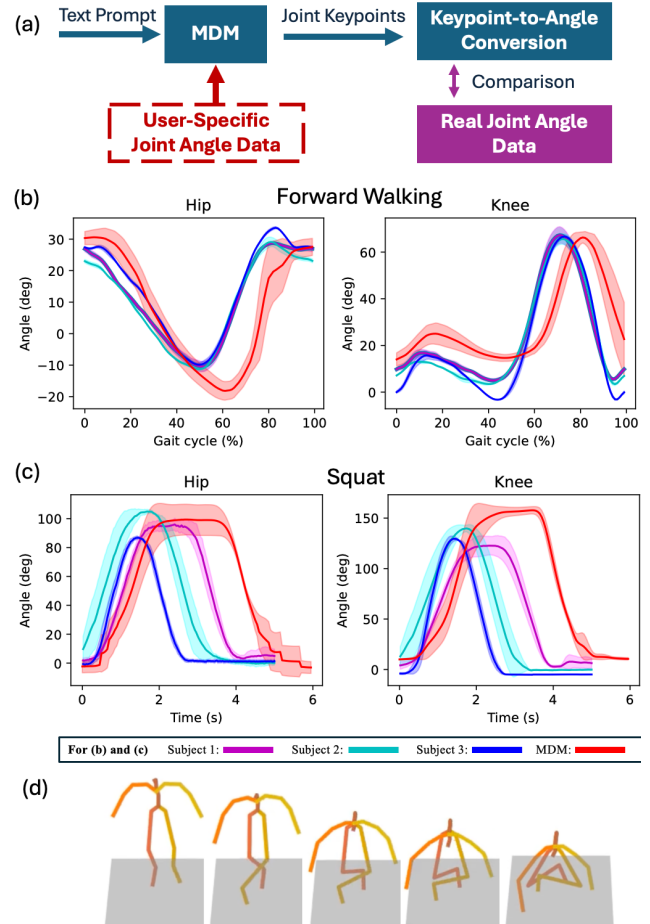 (a)
Text Prompt
MDM
Joint Keypoints
Keypoint-to-Angle
Conversion
Comparison
User-Specific
Joint Angle Data
Real Joint Angle
Data
(b)
Forward Walking
Hip
Knee
Angle (deg)
30
20
10
0
−10
−20
0 20 40 60 80 100
Gait cycle (%)
Angle (deg)
60
40
20
0
0 20 40 60 80 100
Gait cycle (%)
(c)
Squat
Hip
Knee
Angle (deg)
100
80
60
40
20
0
0 2 4 6
Time (s)
Angle (deg)
150
100
50
0
0 2 4 6
Time (s)
For (b) and (c) Subject 1: Subject 2: Subject 3: MDM:
(d)